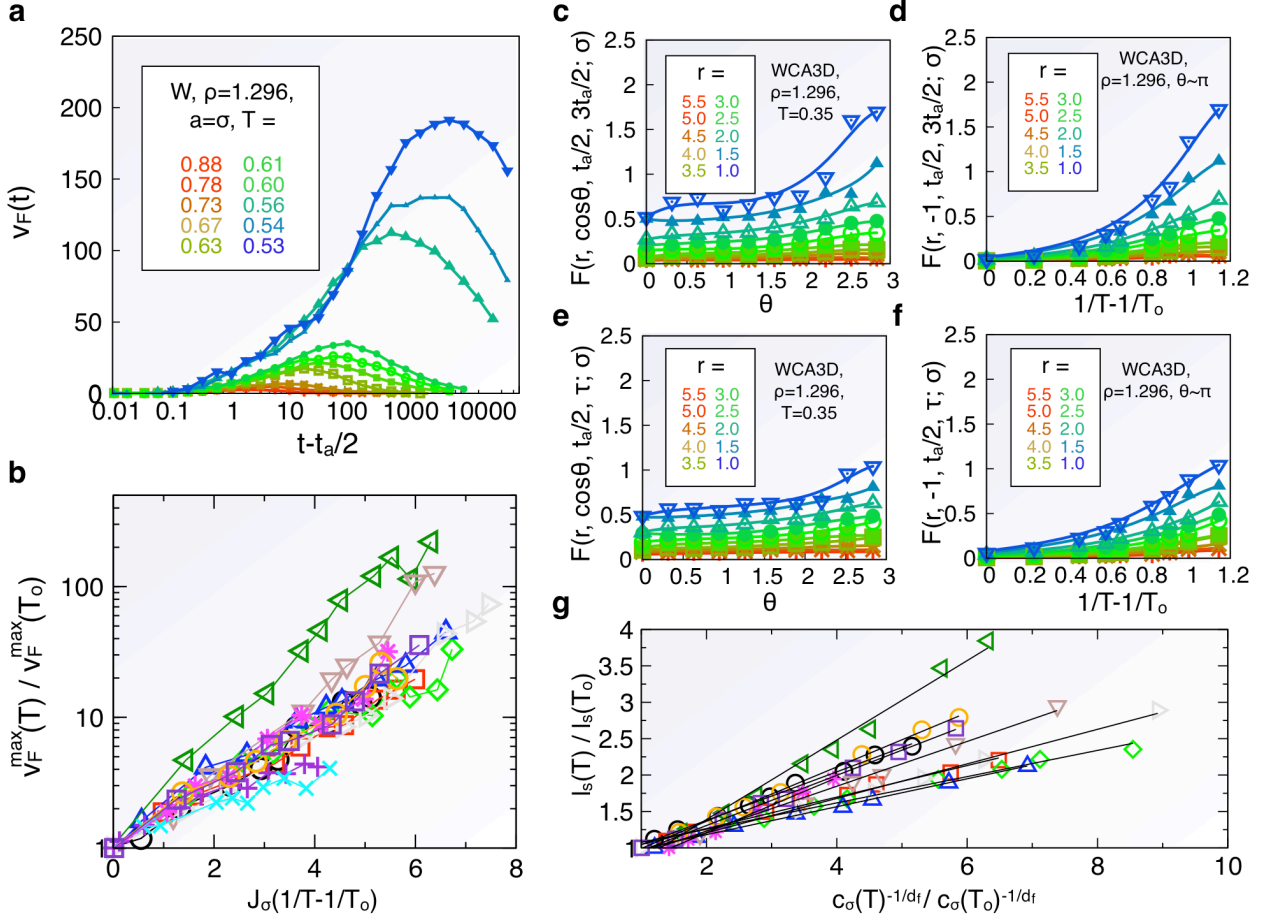 a
250
200
150
100
50
0
v_F(t)
W, ρ=1.296,
a=σ, T =
0.88 0.61
0.78 0.60
0.73 0.56
0.67 0.54
0.63 0.53
0.01 0.1 1 10 100 1000 100000
t-t_a/2
b
100
10
1
v_F^max(T) / v_F^max(T_o)
0 2 4 6 8
J_σ(1/T-1/T_o)
c
2.5
2
1.5
1
0.5
0
F(r, cosθ, t_a/2, 3t_a/2; σ)
r =
5.5 3.0
5.0 2.5
4.5 2.0
4.0 1.5
3.5 1.0
WCA3D,
ρ=1.296,
T=0.35
0 0.5 1 1.5 2 2.5 3
θ
d
2.5
2
1.5
1
0.5
0
F(r, -1, t_a/2, 3t_a/2; σ)
r =
5.5 3.0
5.0 2.5
4.5 2.0
4.0 1.5
3.5 1.0
WCA3D,
ρ=1.296, θ~π
0 0.2 0.4 0.6 0.8 1 1.2
1/T-1/T_o
e
2.5
2
1.5
1
0.5
0
F(r, cosθ, t_a/2, τ; σ)
r =
5.5 3.0
5.0 2.5
4.5 2.0
4.0 1.5
3.5 1.0
WCA3D,
ρ=1.296,
T=0.35
0 0.5 1 1.5 2 2.5 3
θ
f
2.5
2
1.5
1
0.5
0
F(r, -1, t_a/2, τ; σ)
r =
5.5 3.0
5.0 2.5
4.5 2.0
4.0 1.5
3.5 1.0
WCA3D,
ρ=1.296, θ~π
0 0.2 0.4 0.6 0.8 1 1.2
1/T-1/T_o
g
4
3.5
3
2.5
2
1.5
1
l_s(T) / l_s(T_o)
2 4 6 8 10
c_σ(T)^-1/d_f / c_σ(T_o)^-1/d_f